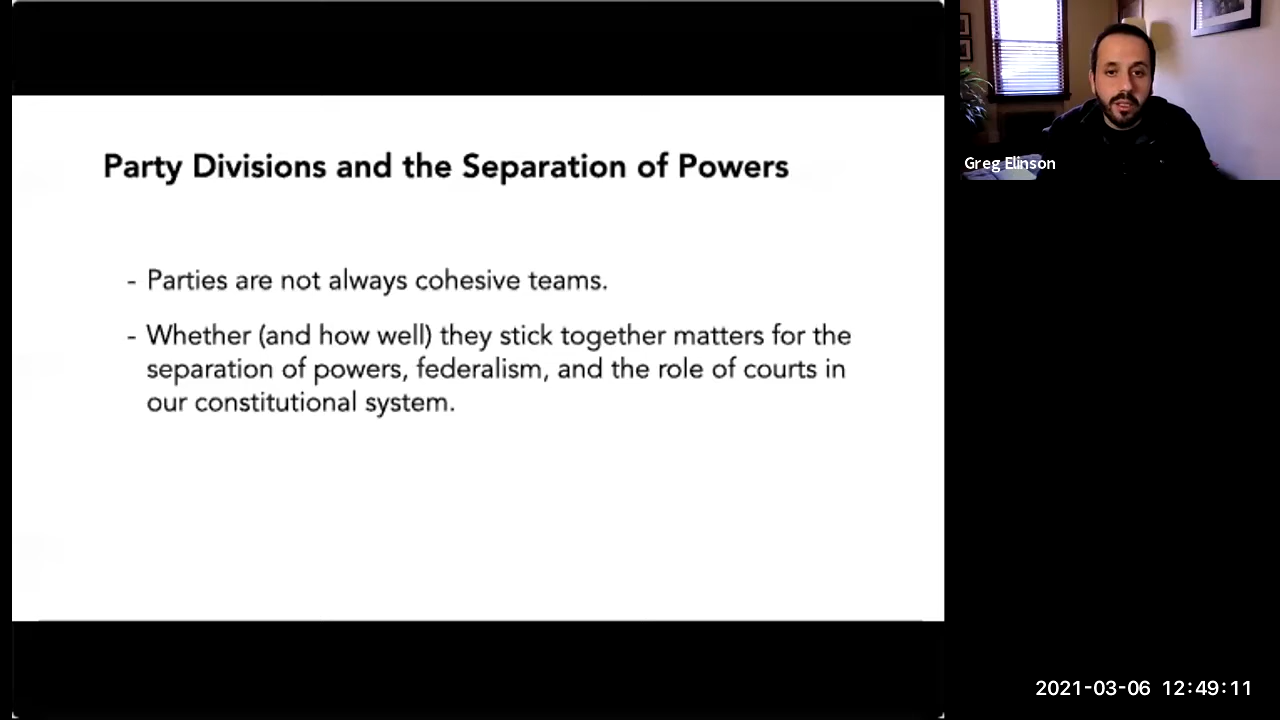 Party Divisions and the Separation of Powers
- Parties are not always cohesive teams.
- Whether (and how well) they stick together matters for the
separation of powers, federalism, and the role of courts in
our constitutional system.
Greg Elinson
2021-03-06 12:49:11